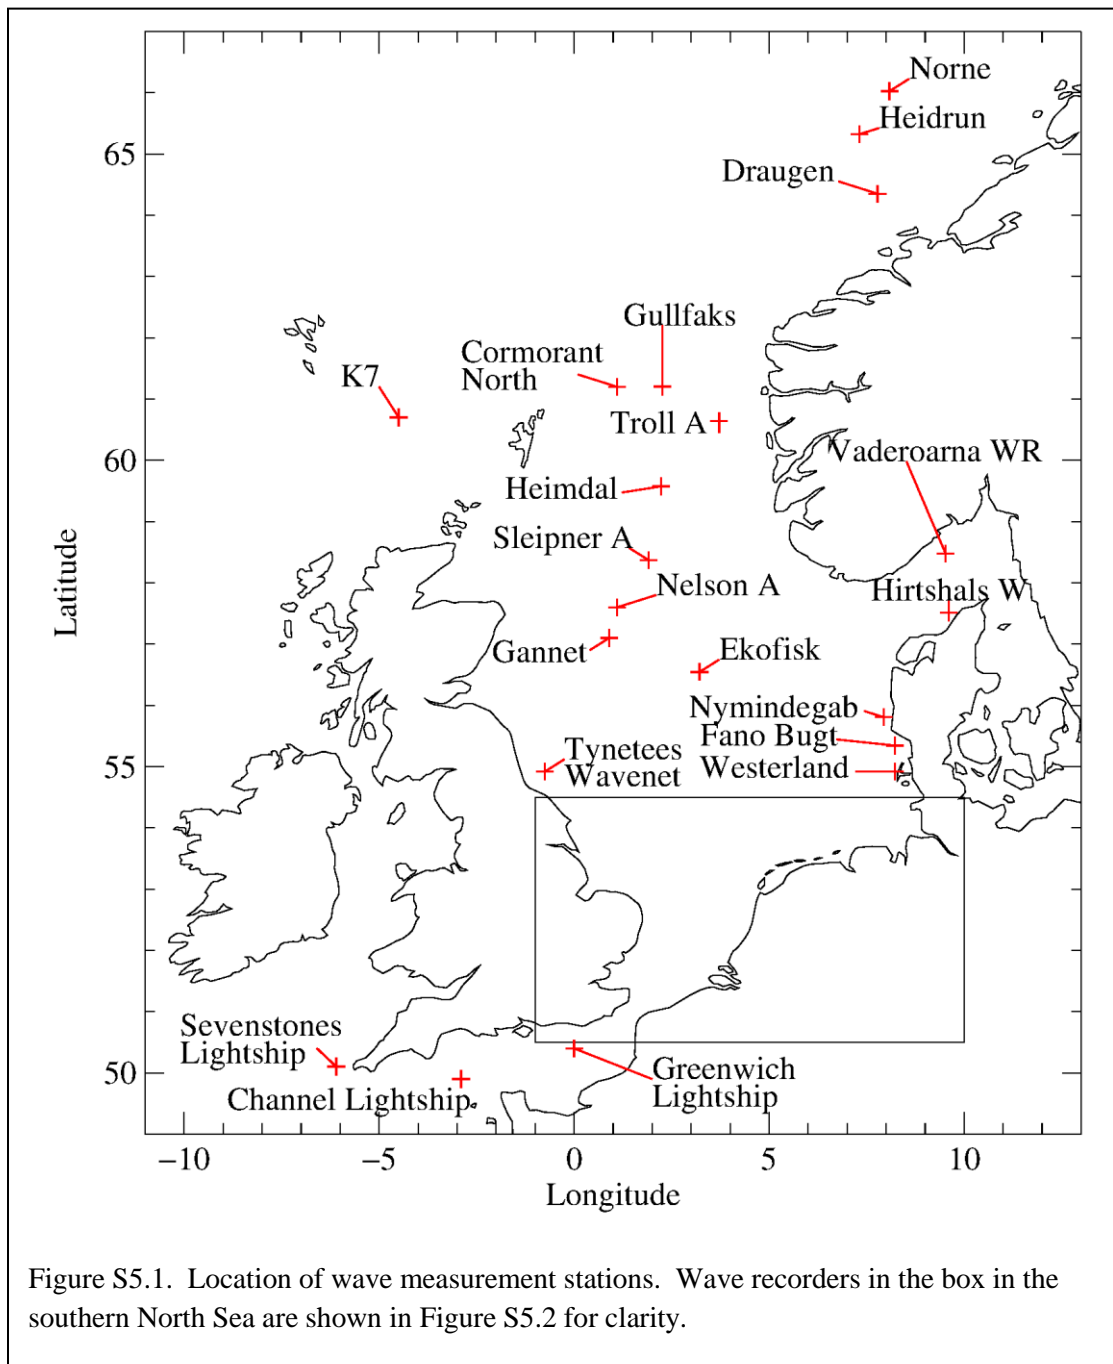 Norne
Heidrun
65
Draugen
Gullfaks
Cormorant
North
K7
Troll A
60
Vaderoarna WR
Heimdal
Sleipner A
Latitude
Nelson A
Hirtshals W
Gannet
Ekofisk
Nymindegab
Fano Bugt
Tynetees
Wavenet
Westerland
55
Sevenstones
Lightship
50
Channel Lightship
Greenwich
Lightship
−10
−5
0
5
10
Longitude
Figure S5.1. Location of wave measurement stations. Wave recorders in the box in the
southern North Sea are shown in Figure S5.2 for clarity.